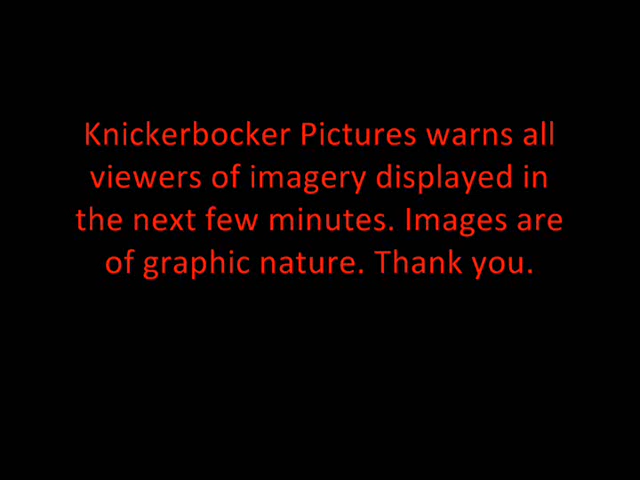 Knickerbocker Pictures warns all
viewers of imagery displayed in
the next few minutes. Images are
of graphic nature. Thank you.